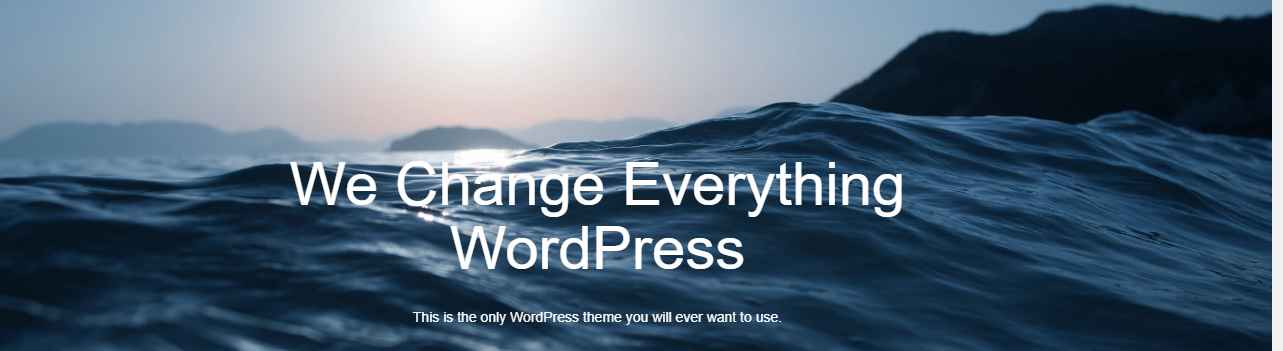 We Change Everything
WordPress
This is the only WordPress theme you will ever want to use.